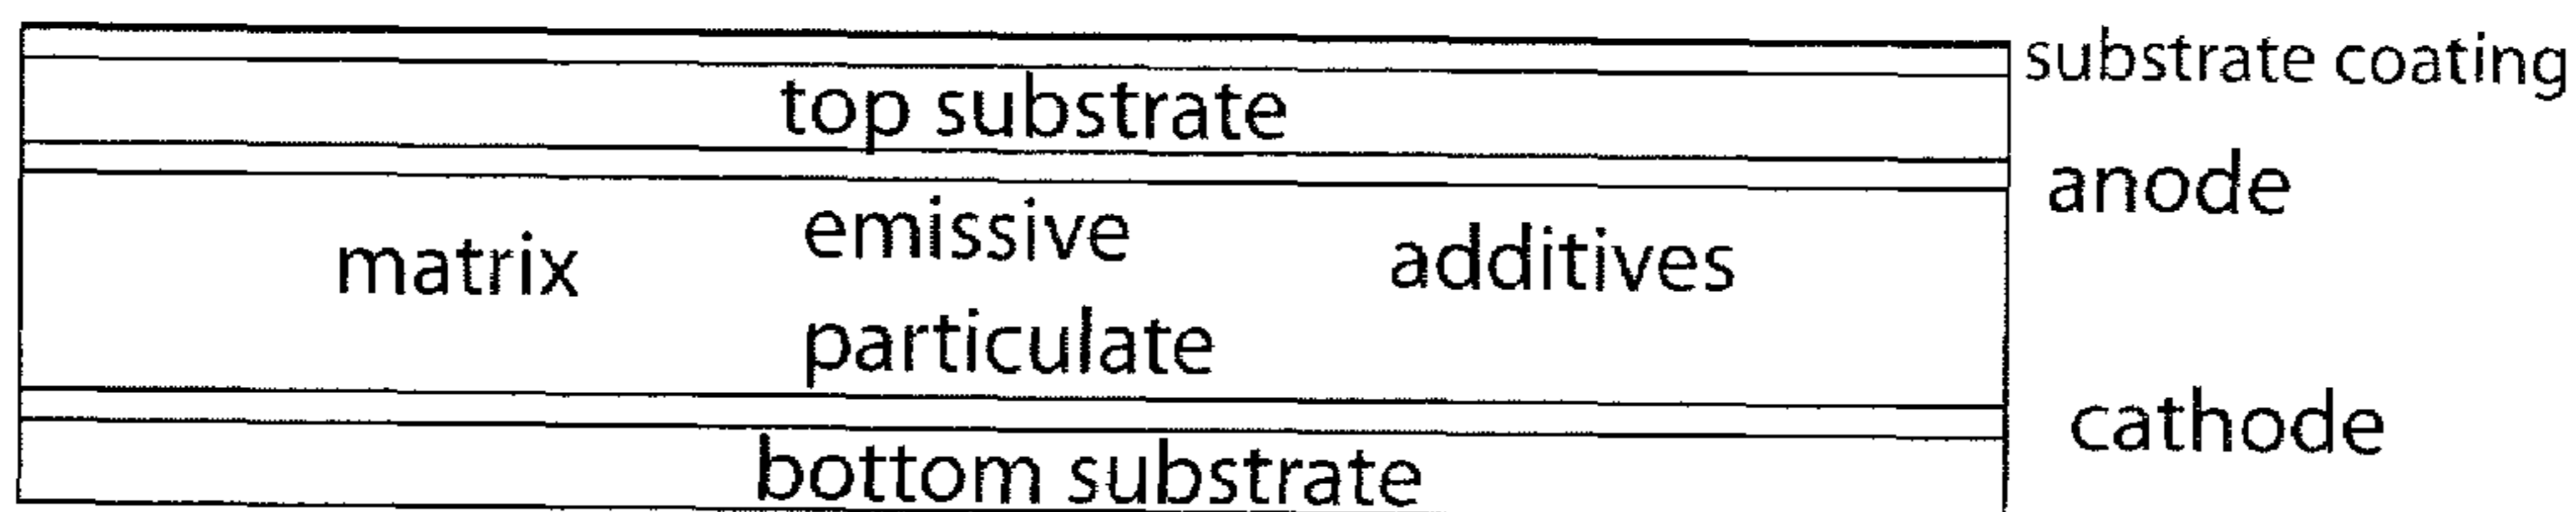 substrate coating
top substrate
anode
matrix
emissive
particulate
additives
cathode
bottom substrate